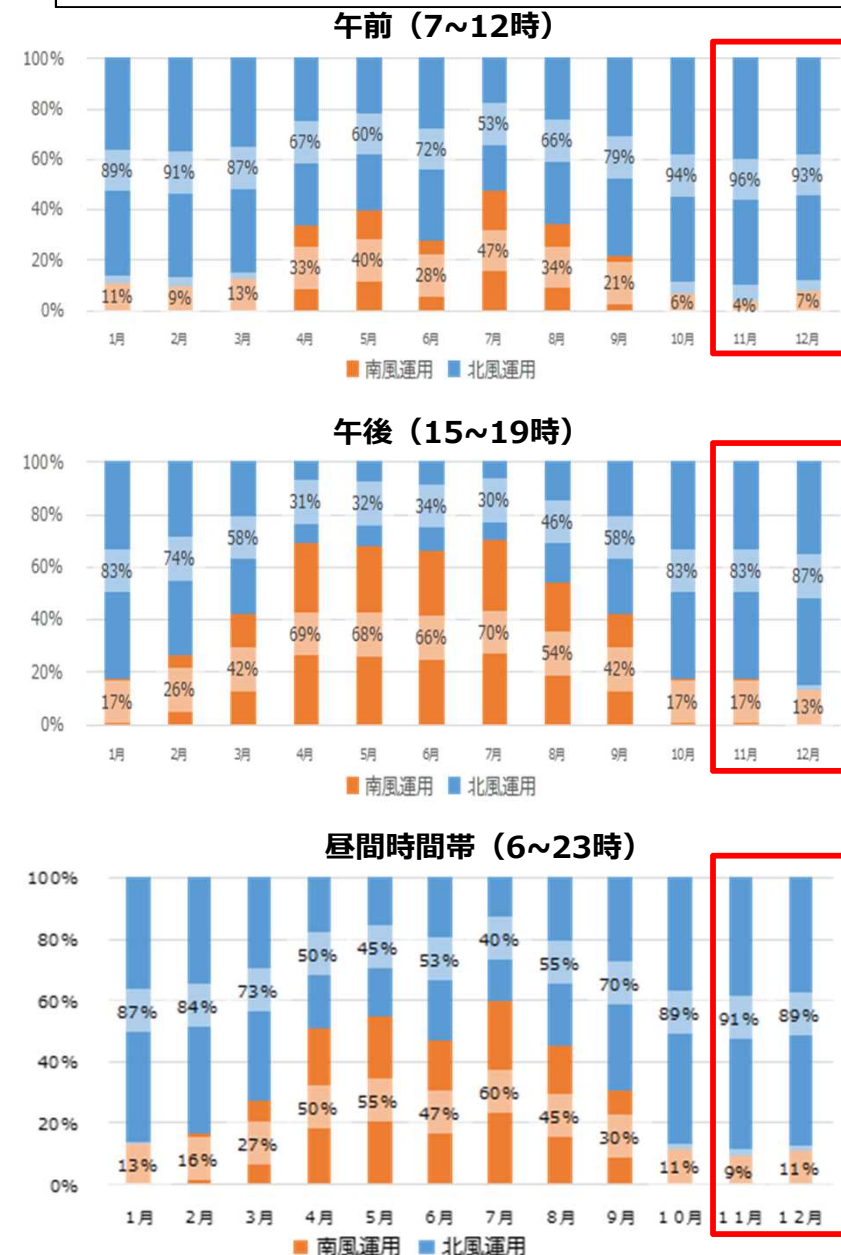 午前（7~12時）
100%
80%
60%
40%
20%
0%
89% 91% 87% 67% 60% 72% 53% 66% 79% 94% 96% 93%
11% 9% 13% 33% 40% 28% 47% 34% 21% 6% 4% 7%
1月 2月 3月 4月 5月 6月 7月 8月 9月 10月 11月 12月
南風運用 北風運用
午後（15~19時）
100%
80%
60%
40%
20%
0%
83% 74% 58% 31% 32% 34% 30% 46% 58% 83% 83% 87%
17% 26% 42% 69% 68% 66% 70% 54% 42% 17% 17% 13%
1月 2月 3月 4月 5月 6月 7月 8月 9月 10月 11月 12月
南風運用 北風運用
昼間時間帯（6~23時）
100%
80%
60%
40%
20%
0%
87% 84% 73% 50% 45% 53% 40% 55% 70% 89% 91% 89%
13% 16% 27% 50% 55% 47% 60% 45% 30% 11% 9% 11%
1月 2月 3月 4月 5月 6月 7月 8月 9月 10月 11月 12月
南風運用 北風運用